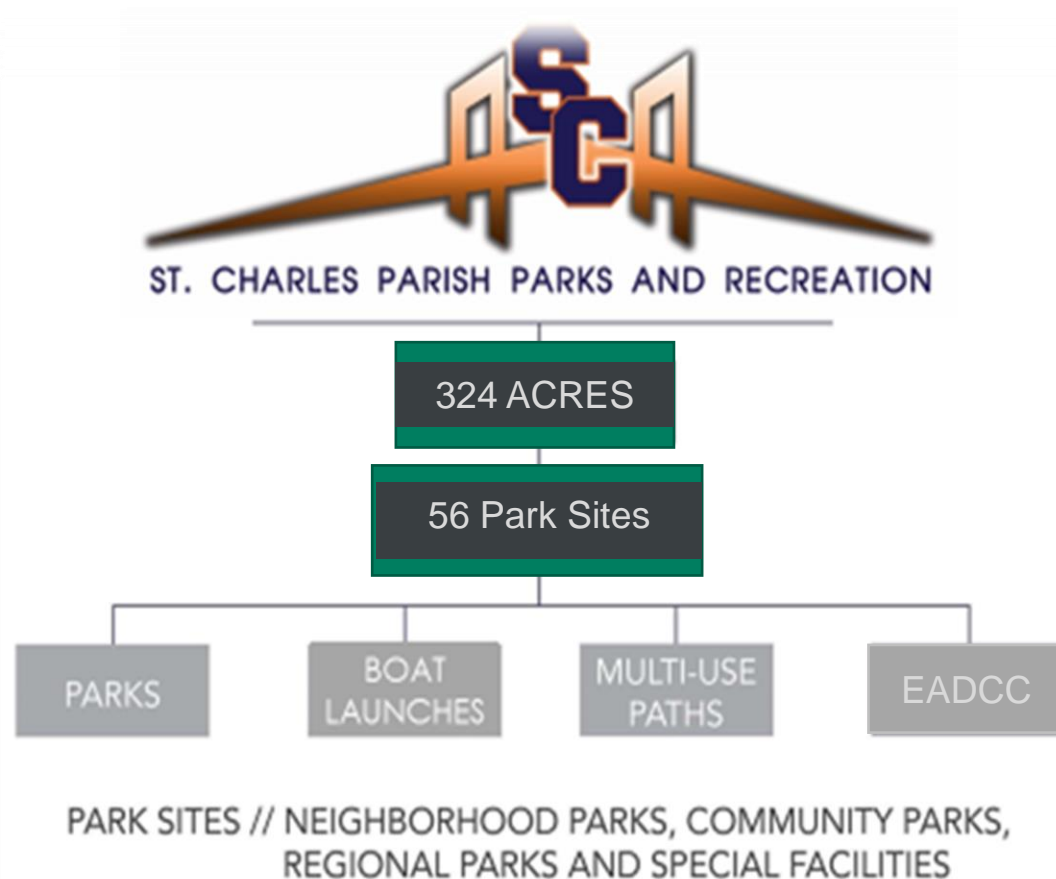 SC
ST. CHARLES PARISH PARKS AND RECREATION
324 ACRES
56 Park Sites
PARKS
BOAT
LAUNCHES
MULTI-USE
PATHS
EADCC
PARK SITES // NEIGHBORHOOD PARKS, COMMUNITY PARKS,
REGIONAL PARKS AND SPECIAL FACILITIES